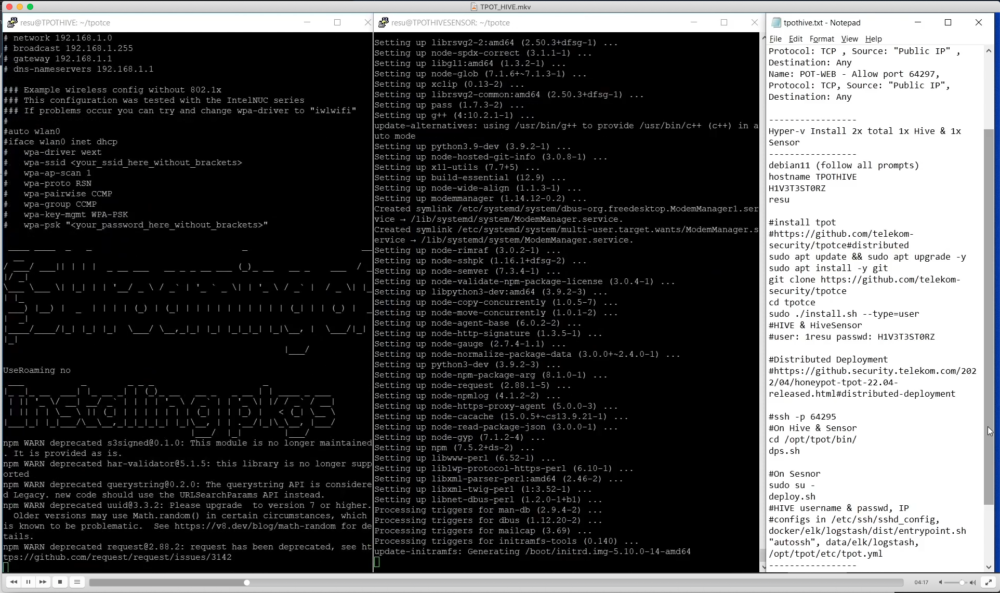 TPOT_HIVE.mkv
resu@TPOTHIVE: ~/tpotce
# network 192.168.1.0
# broadcast 192.168.1.255
# gateway 192.168.1.1
# dns-nameservers 192.168.1.1
### Example wireless config without 802.1x
### This configuration was tested with the IntelNUC series
### If problems occur you can try and change wpa-driver to "iwlwifi"
#
#auto wlan0
#iface wlan0 inet dhcp
#   wpa-driver wext
#   wpa-ssid <your_ssid_here_without_brackets>
#   wpa-ap-scan 1
#   wpa-proto RSN
#   wpa-pairwise CCMP
#   wpa-group CCMP
#   wpa-key-mgmt WPA-PSK
#   wpa-psk "<your_password_here_without_brackets>"
UseRoaming no
Installing pkgs
npm WARN deprecated s3signed@0.1.0: This module is no longer maintained
. It is provided as is.
npm WARN deprecated har-validator@5.1.5: this library is no longer supp
orted
npm WARN deprecated querystring@0.2.0: The querystring API is considere
d Legacy. new code should use the URLSearchParams API instead.
npm WARN deprecated uuid@3.3.2: Please upgrade  to version 7 or higher.
  Older versions may use Math.random() in certain circumstances, which
is known to be problematic.  See https://v8.dev/blog/math-random for de
tails.
npm WARN deprecated request@2.88.2: request has been deprecated, see ht
tps://github.com/request/request/issues/3142
resu@TPOTHIVESENSOR: ~/tpotce
Setting up librsvg2-2:amd64 (2.50.3+dfsg-1) ...
Setting up node-spdx-correct (3.1.1-1) ...
Setting up libgl1:amd64 (1.3.2-1) ...
Setting up node-glob (7.1.6+~7.1.3-1) ...
Setting up xclip (0.13-2) ...
Setting up librsvg2-common:amd64 (2.50.3+dfsg-1) ...
Setting up pass (1.7.3-2) ...
Setting up g++ (4:10.2.1-1) ...
update-alternatives: using /usr/bin/g++ to provide /usr/bin/c++ (c++) in a
uto mode
Setting up python3.9-dev (3.9.2-1) ...
Setting up node-hosted-git-info (3.0.8-1) ...
Setting up x11-utils (7.7+5) ...
Setting up build-essential (12.9) ...
Setting up node-wide-align (1.1.3-1) ...
Setting up modemmanager (1.14.12-0.2) ...
Created symlink /etc/systemd/system/dbus-org.freedesktop.ModemManager1.ser
vice → /lib/systemd/system/ModemManager.service.
Created symlink /etc/systemd/system/multi-user.target.wants/ModemManager.s
ervice → /lib/systemd/system/ModemManager.service.
Setting up node-rimraf (3.0.2-1) ...
Setting up node-sshpk (1.16.1+dfsg-2) ...
Setting up node-semver (7.3.4-1) ...
Setting up node-validate-npm-package-license (3.0.4-1) ...
Setting up libpython3-dev:amd64 (3.9.2-3) ...
Setting up node-copy-concurrently (1.0.5-7) ...
Setting up node-move-concurrently (1.0.1-2) ...
Setting up node-agent-base (6.0.2-2) ...
Setting up node-http-signature (1.3.5-1) ...
Setting up node-gauge (2.7.4-1.1) ...
Setting up node-normalize-package-data (3.0.0+~2.4.0-1) ...
Setting up python3-dev (3.9.2-3) ...
Setting up node-npm-package-arg (8.1.0-1) ...
Setting up node-request (2.88.1-5) ...
Setting up node-npmlog (4.1.2-2) ...
Setting up node-https-proxy-agent (5.0.0-3) ...
Setting up node-cacache (15.0.5+~cs13.9.21-1) ...
Setting up node-read-package-json (3.0.0-1) ...
Setting up node-gyp (7.1.2-4) ...
Setting up npm (7.5.2+ds-2) ...
Setting up libwww-perl (6.52-1) ...
Setting up liblwp-protocol-https-perl (6.10-1) ...
Setting up libxml-parser-perl:amd64 (2.46-2) ...
Setting up libxml-twig-perl (1:3.52-1) ...
Setting up libnet-dbus-perl (1.2.0-1+b1) ...
Processing triggers for man-db (2.9.4-2) ...
Processing triggers for dbus (1.12.20-2) ...
Processing triggers for mailcap (3.69) ...
Processing triggers for initramfs-tools (0.140) ...
update-initramfs: Generating /boot/initrd.img-5.10.0-14-amd64
tpothive.txt - Notepad
File Edit Format View Help
Protocol: TCP , Source: "Public IP" ,
Destination: Any
Name: POT-WEB - Allow port 64297,
Protocol: TCP, Source: "Public IP",
Destination: Any
-----------------
Hyper-v Install 2x total 1x Hive & 1x
Sensor
-----------------
debian11 (follow all prompts)
hostname TPOTHIVE
H1V3T3ST0RZ
resu
#install tpot
#https://github.com/telekom-
security/tpotce#distributed
sudo apt update && sudo apt upgrade -y
sudo apt install -y git
git clone https://github.com/telekom-
security/tpotce
cd tpotce
sudo ./install.sh --type=user
#HIVE & HiveSensor
#user: 1resu passwd: H1V3T3ST0RZ
#Distributed Deployment
#https://github.security.telekom.com/202
2/04/honeypot-tpot-22.04-
released.html#distributed-deployment
#ssh -p 64295
#On Hive & Sensor
cd /opt/tpot/bin/
dps.sh
#On Sesnor
sudo su -
deploy.sh
#HIVE username & passwd, IP
#configs in /etc/ssh/sshd_config,
docker/elk/logstash/dist/entrypoint.sh
"autossh", data/elk/logstash,
/opt/tpot/etc/tpot.yml
-----------------
04:17